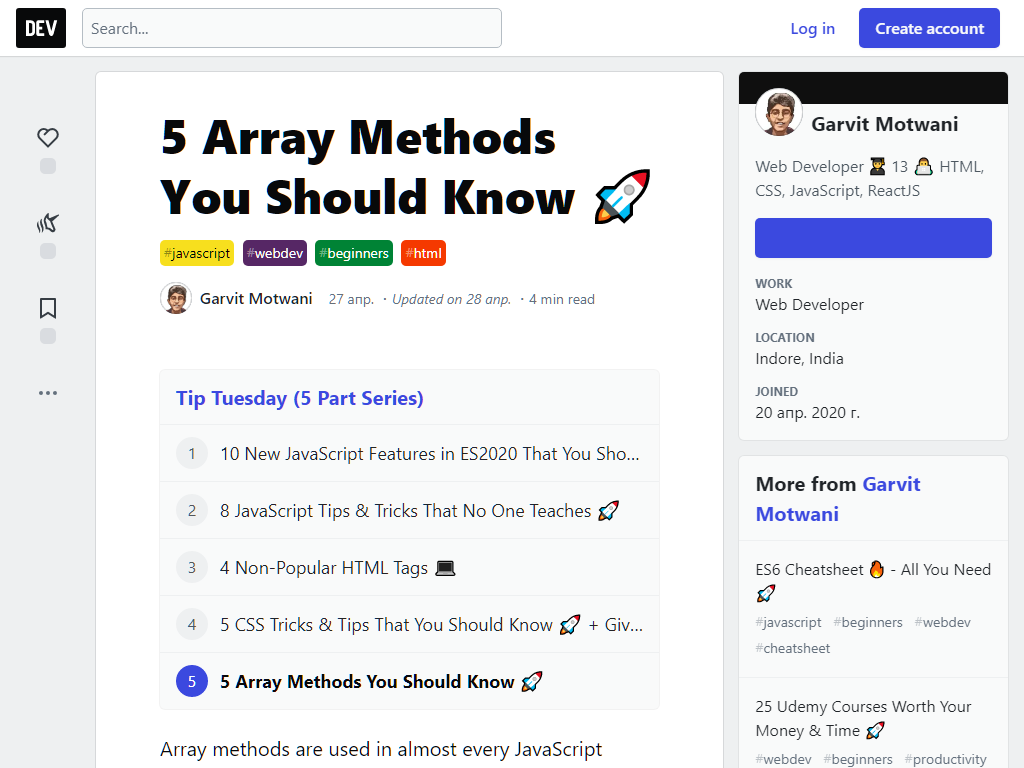 DEV
Search...
Log in
Create account
5 Array Methods
You Should Know 🚀
#javascript #webdev #beginners #html
Garvit Motwani 27 апр. · Updated on 28 апр. · 4 min read
Tip Tuesday (5 Part Series)
1 10 New JavaScript Features in ES2020 That You Sho...
2 8 JavaScript Tips & Tricks That No One Teaches 🚀
3 4 Non-Popular HTML Tags 💻
4 5 CSS Tricks & Tips That You Should Know 🚀 + Giv...
5 5 Array Methods You Should Know 🚀
Array methods are used in almost every JavaScript
Garvit Motwani
Web Developer 👨‍🎓 13 👨‍💻 HTML,
CSS, JavaScript, ReactJS
WORK
Web Developer
LOCATION
Indore, India
JOINED
20 апр. 2020 г.
More from Garvit
Motwani
ES6 Cheatsheet 🔥 - All You Need
🚀
#javascript #beginners #webdev
#cheatsheet
25 Udemy Courses Worth Your
Money & Time 🚀
#webdev #beginners #productivity